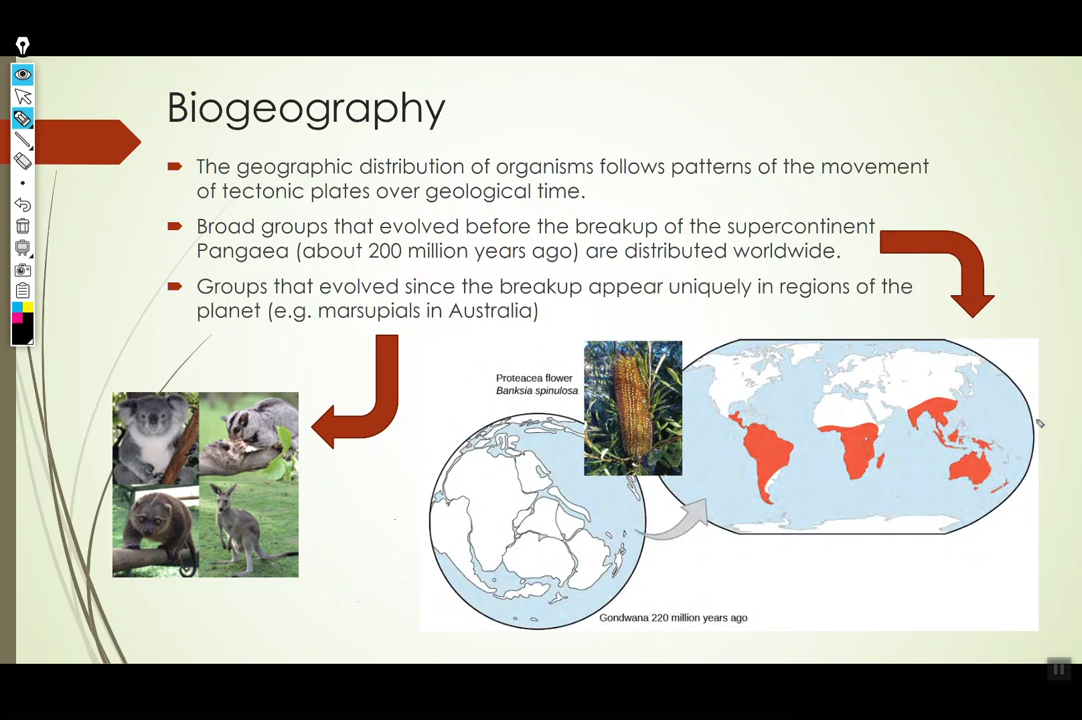 Biogeography
The geographic distribution of organisms follows patterns of the movement
of tectonic plates over geological time.
Broad groups that evolved before the breakup of the supercontinent
Pangaea (about 200 million years ago) are distributed worldwide.
Groups that evolved since the breakup appear uniquely in regions of the
planet (e.g. marsupials in Australia)
Proteacea flower
Banksia spinulosa
Gondwana 220 million years ago